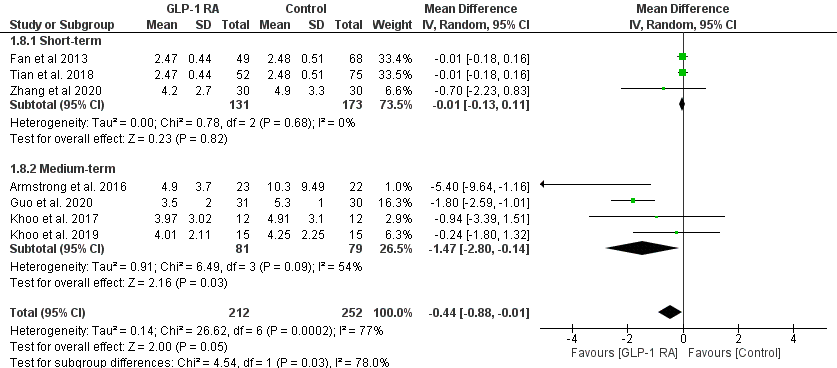 GLP-1 RA Control Mean Difference Mean Difference
Study or Subgroup Mean SD Total Mean SD Total Weight IV, Random, 95% CI IV, Random, 95% CI
1.8.1 Short-term
Fan et al 2013 2.47 0.44 49 2.48 0.51 68 33.4% -0.01 [-0.18, 0.16]
Tian et al. 2018 2.47 0.44 52 2.48 0.51 75 33.5% -0.01 [-0.18, 0.16]
Zhang et al 2020 4.2 2.7 30 4.9 3.3 30 6.6% -0.70 [-2.23, 0.83]
Subtotal (95% CI) 131 173 73.5% -0.01 [-0.13, 0.11]
Heterogeneity: Tau² = 0.00; Chi² = 0.78, df = 2 (P = 0.68); I² = 0%
Test for overall effect: Z = 0.23 (P = 0.82)
1.8.2 Medium-term
Armstrong et al. 2016 4.9 3.7 23 10.3 9.49 22 1.0% -5.40 [-9.64, -1.16]
Guo et al. 2020 3.5 2 31 5.3 1 30 16.3% -1.80 [-2.59, -1.01]
Khoo et al. 2017 3.97 3.02 12 4.91 3.1 12 2.9% -0.94 [-3.39, 1.51]
Khoo et al. 2019 4.01 2.11 15 4.25 2.25 15 6.3% -0.24 [-1.80, 1.32]
Subtotal (95% CI) 81 79 26.5% -1.47 [-2.80, -0.14]
Heterogeneity: Tau² = 0.91; Chi² = 6.49, df = 3 (P = 0.09); I² = 54%
Test for overall effect: Z = 2.16 (P = 0.03)
Total (95% CI) 212 252 100.0% -0.44 [-0.88, -0.01]
Heterogeneity: Tau² = 0.14; Chi² = 26.62, df = 6 (P = 0.0002); I² = 77%
Test for overall effect: Z = 2.00 (P = 0.05)
Test for subgroup differences: Chi² = 4.54, df = 1 (P = 0.03), I² = 78.0%
-4 -2 0 2 4
Favours [GLP-1 RA] Favours [Control]